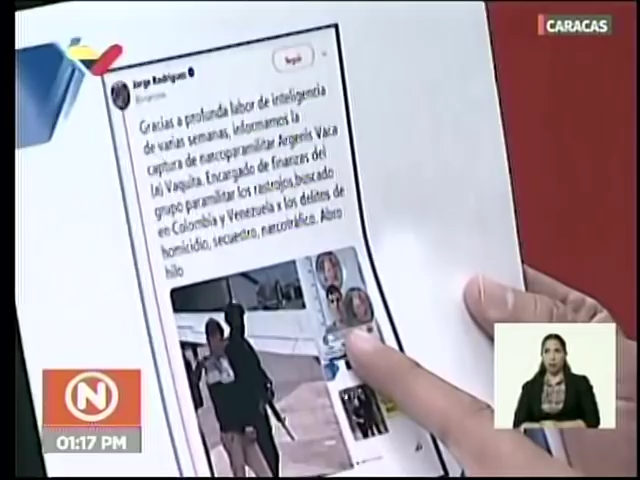 CARACAS
Jorge Rodríguez
Seguir
Gracias a profunda labor de inteligencia
de varias semanas, informamos la
captura de narcoparamilitar Argenis Vaca
(a) Vaquita. Encargado de finanzas del
grupo paramilitar los rastrojos, buscado
en Colombia y Venezuela x los delitos de
homicidio, secuestro, narcotráfico. Abro
hilo
N
01:17 PM